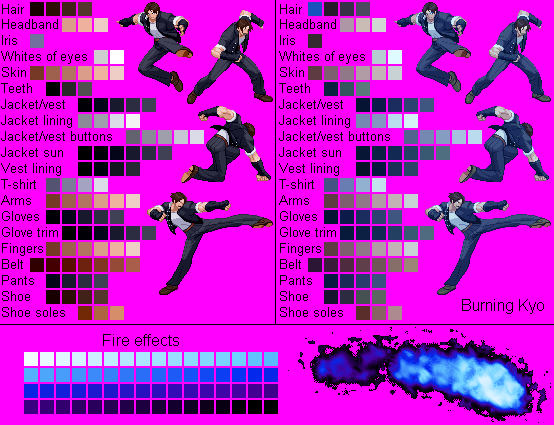 Hair
Headband
Iris
Whites of eyes
Skin
Teeth
Jacket/vest
Jacket lining
Jacket/vest buttons
Jacket sun
Vest lining
T-shirt
Arms
Gloves
Glove trim
Fingers
Belt
Pants
Shoe
Shoe soles
Hair
Headband
Iris
Whites of eyes
Skin
Teeth
Jacket/vest
Jacket lining
Jacket/vest buttons
Jacket sun
Vest lining
T-shirt
Arms
Gloves
Glove trim
Fingers
Belt
Pants
Shoe
Shoe soles
Burning Kyo
Fire effects